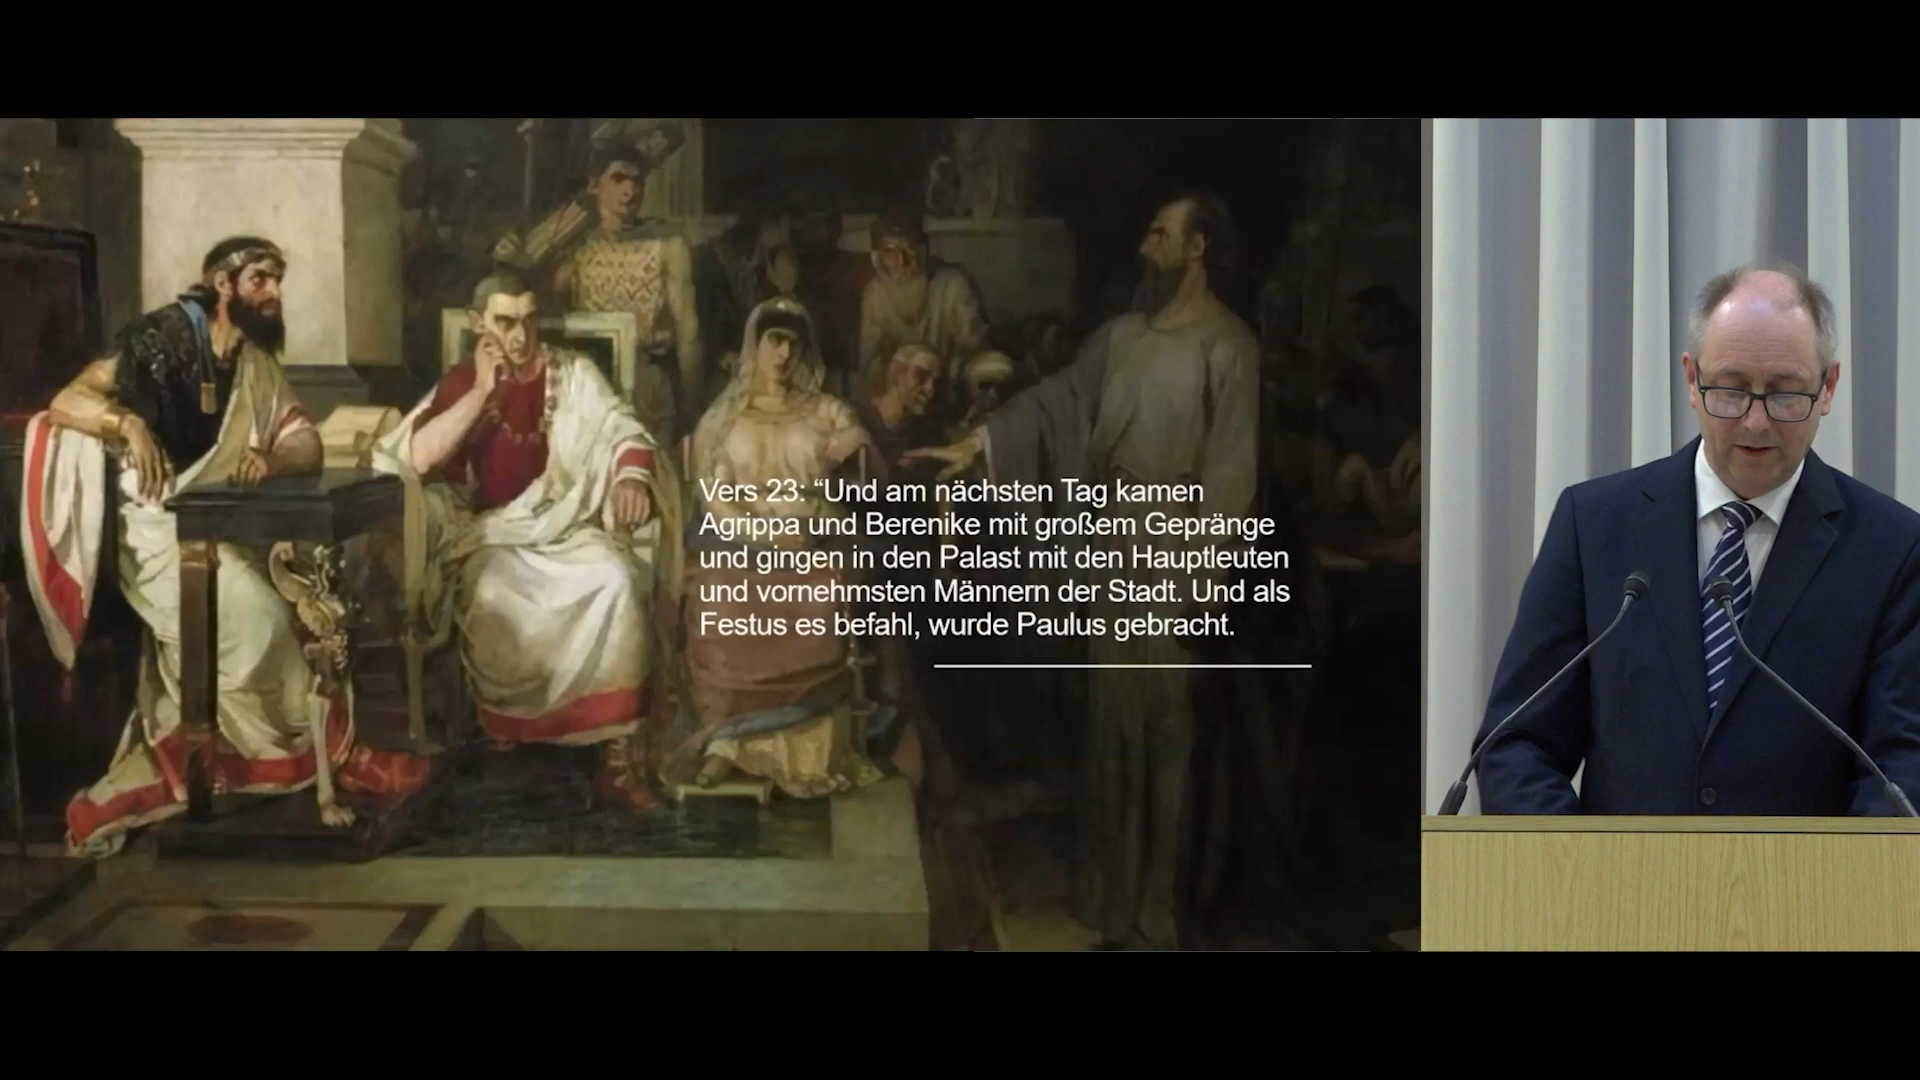 Vers 23: “Und am nächsten Tag kamen
Agrippa und Berenike mit großem Gepränge
und gingen in den Palast mit den Hauptleuten
und vornehmsten Männern der Stadt. Und als
Festus es befahl, wurde Paulus gebracht.